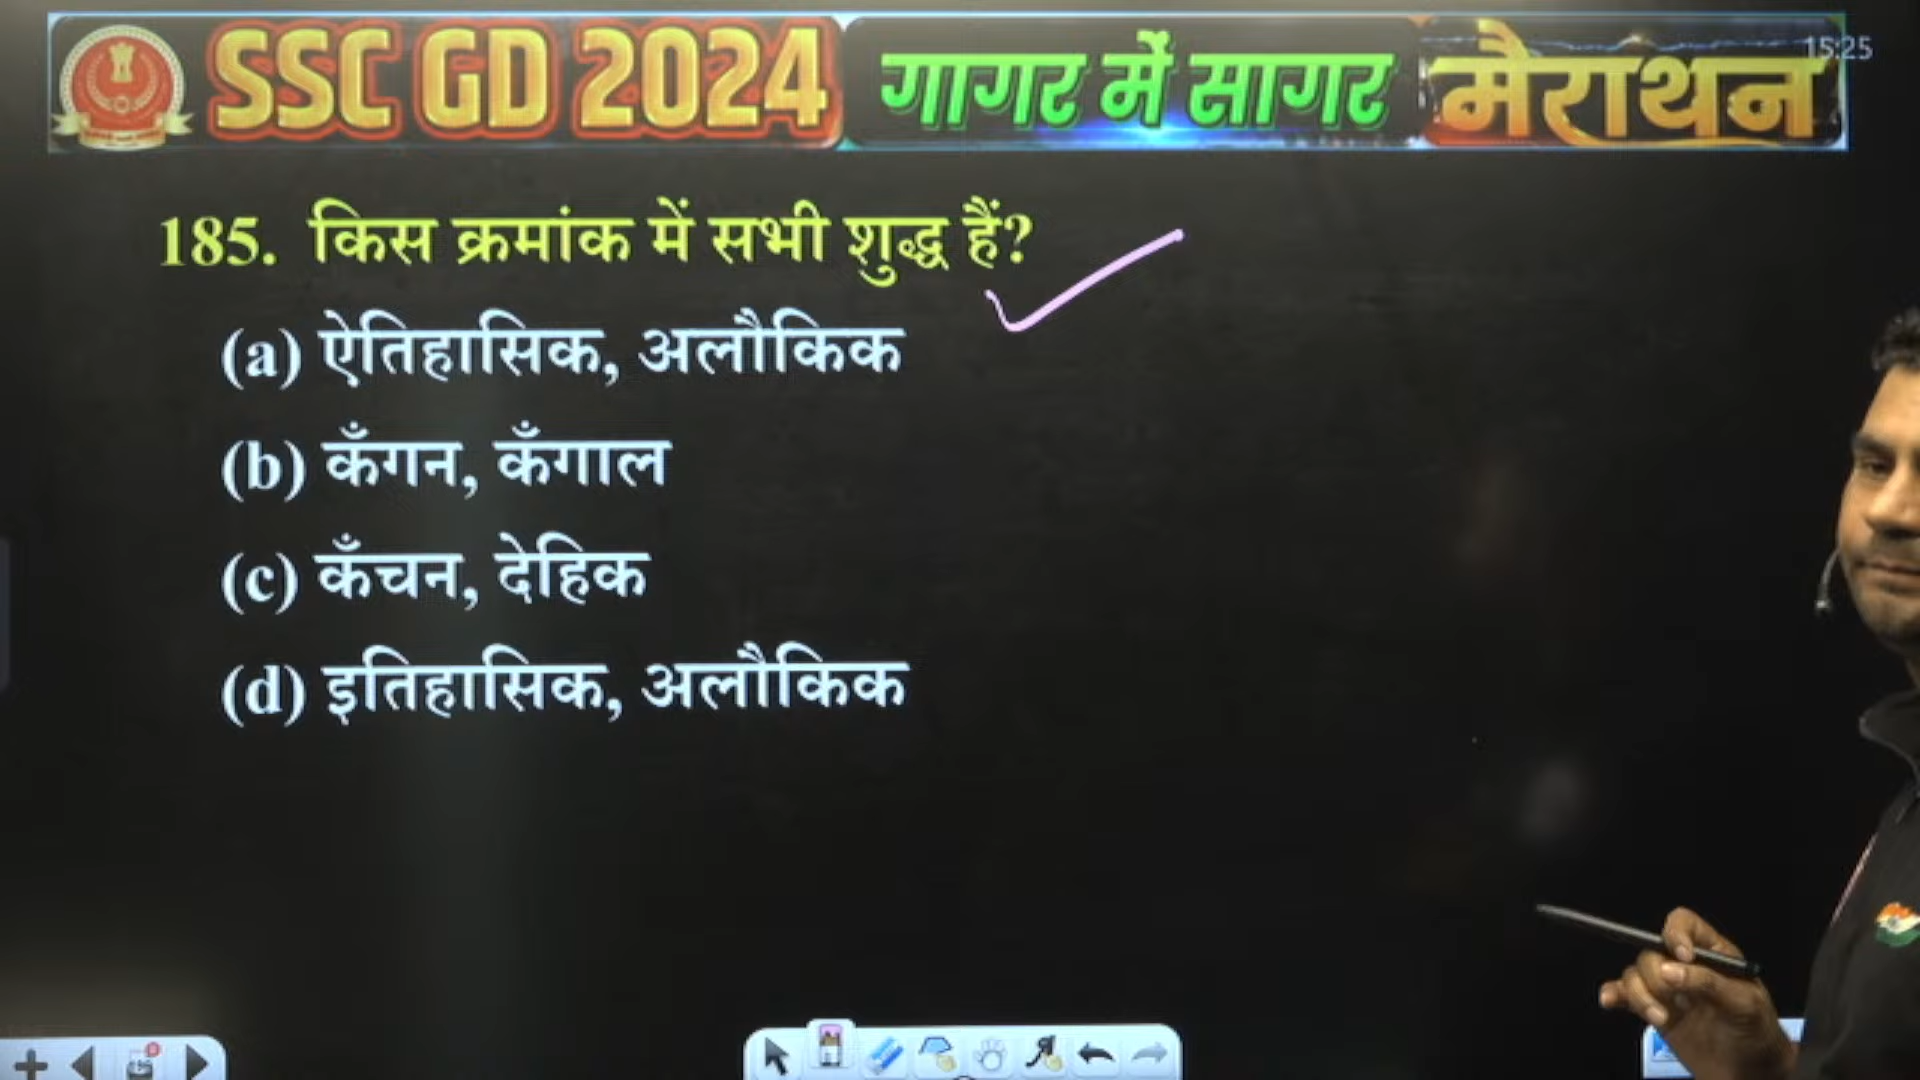 SSC GD 2024 गागर में सागर मैराथन
15:25
185. किस क्रमांक में सभी शुद्ध हैं?
(a) ऐतिहासिक, अलौकिक
(b) कँगन, कँगाल
(c) कँचन, देहिक
(d) इतिहासिक, अलौकिक